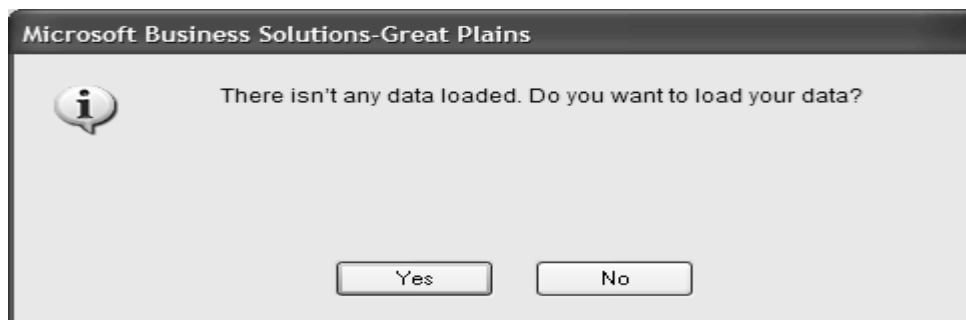 Microsoft Business Solutions-Great Plains
There isn't any data loaded. Do you want to load your data?
Yes
No